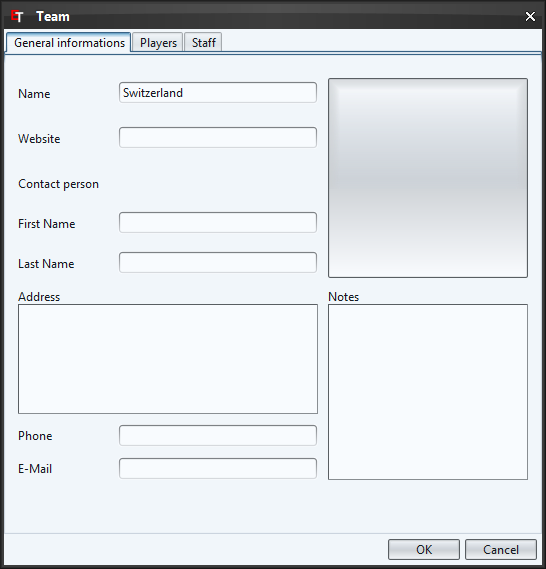 ET Team
General informations Players Staff
Name Switzerland
Website
Contact person
First Name
Last Name
Address Notes
Phone
E-Mail
OK Cancel